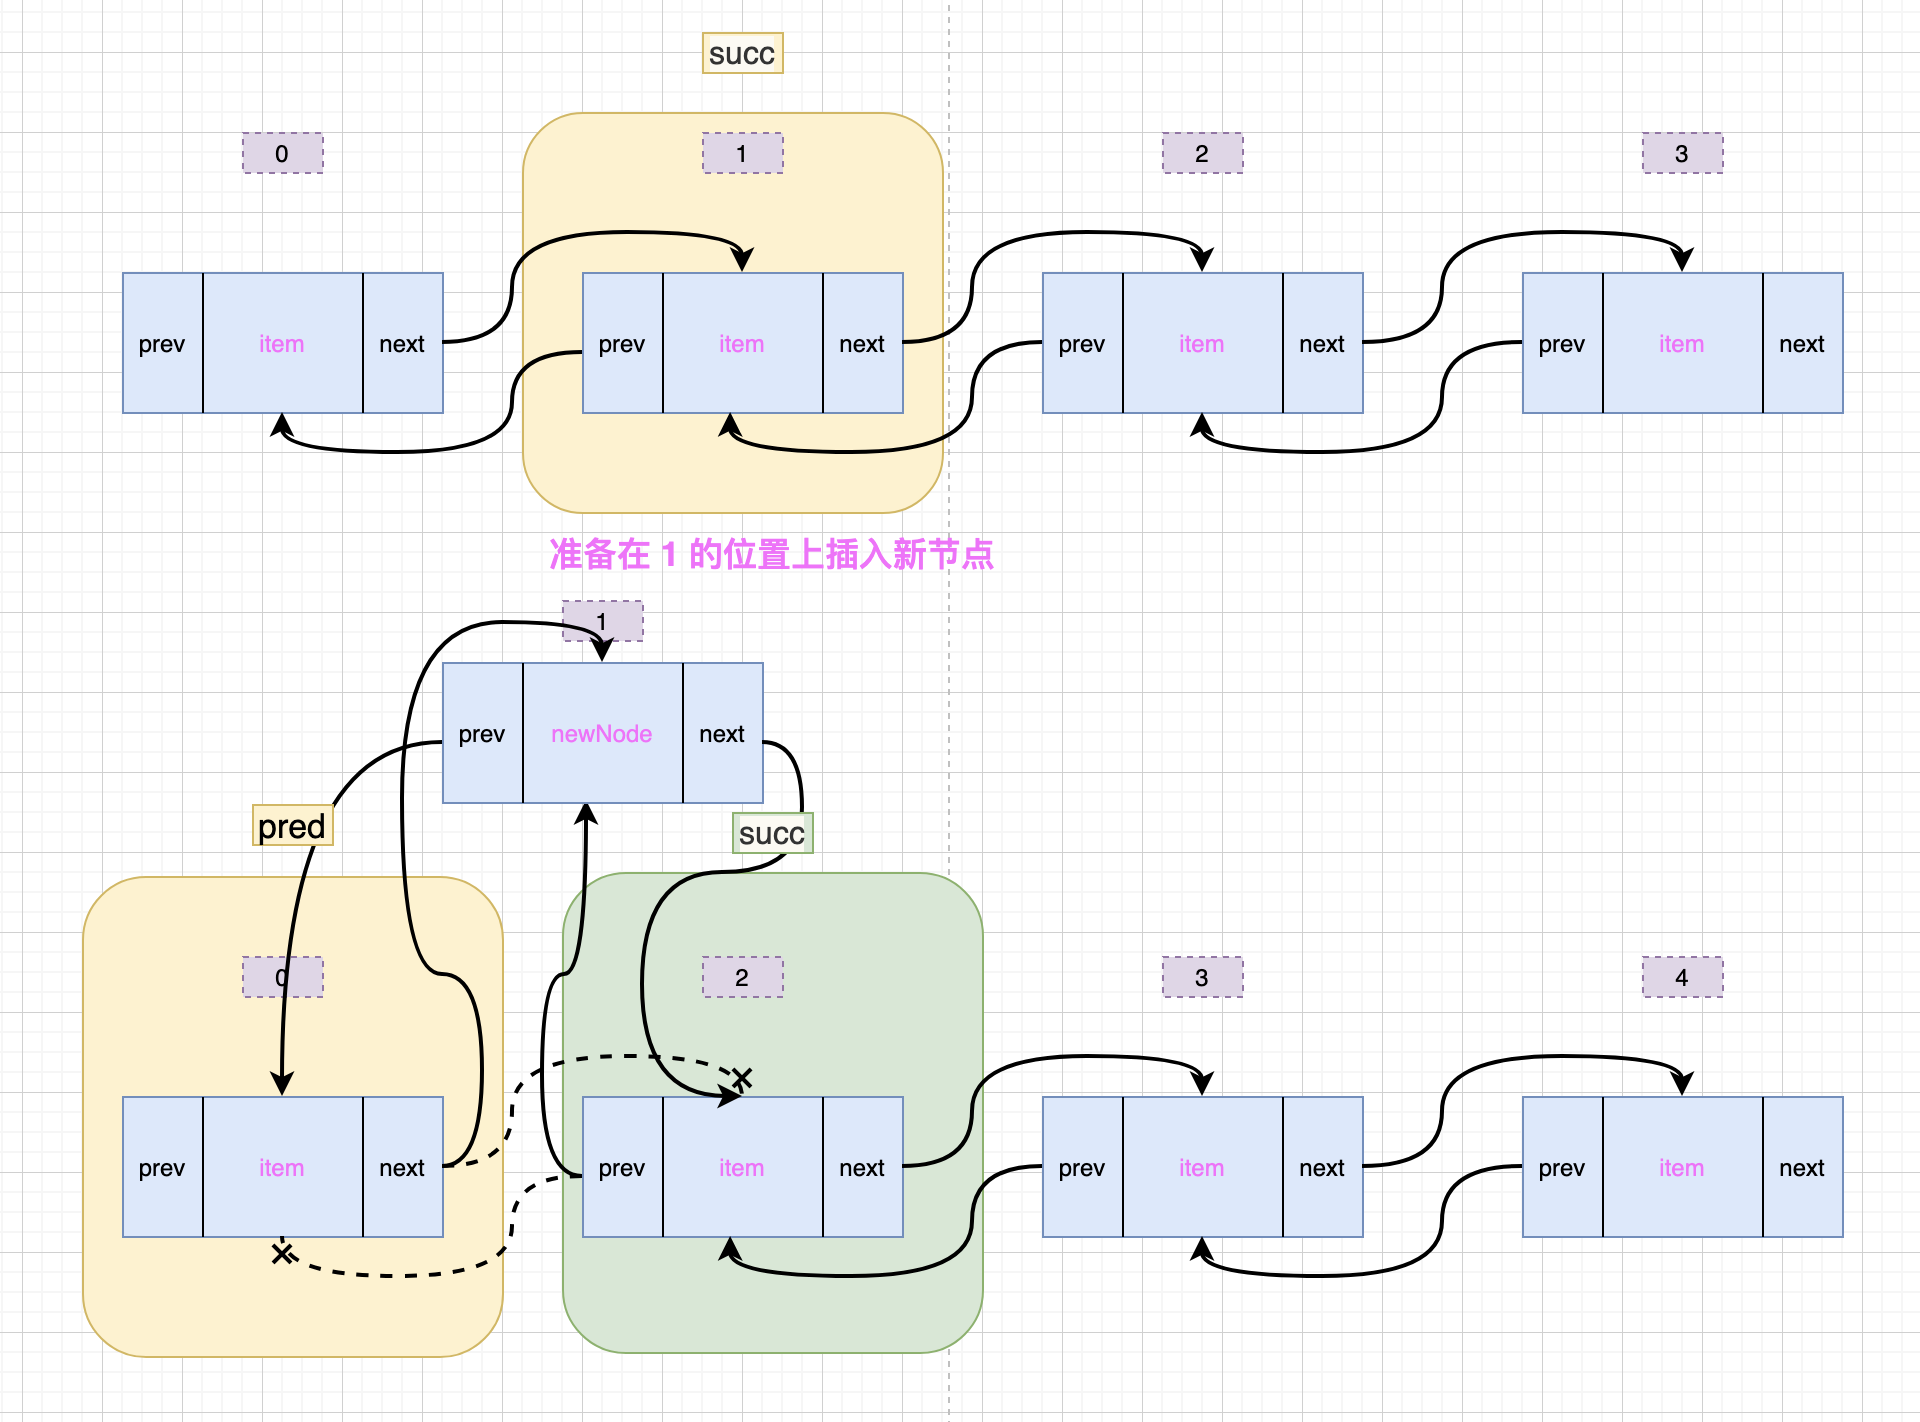 succ
0 1 2 3
prev item next prev item next prev item next prev item next
准备在 1 的位置上插入新节点
1
prev newNode next
pred succ
0 2 3 4
prev item next prev item next prev item next prev item next